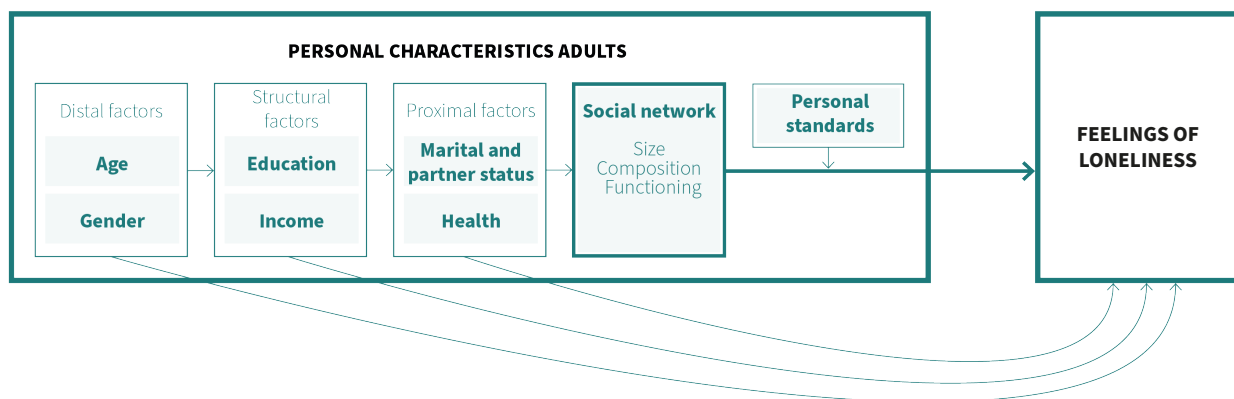 PERSONAL CHARACTERISTICS ADULTS
Distal factors
Age
Gender
Structural
factors
Education
Income
Proximal factors
Marital and
partner status
Health
Social network
Size
Composition
Functioning
Personal
standards
FEELINGS OF
LONELINESS